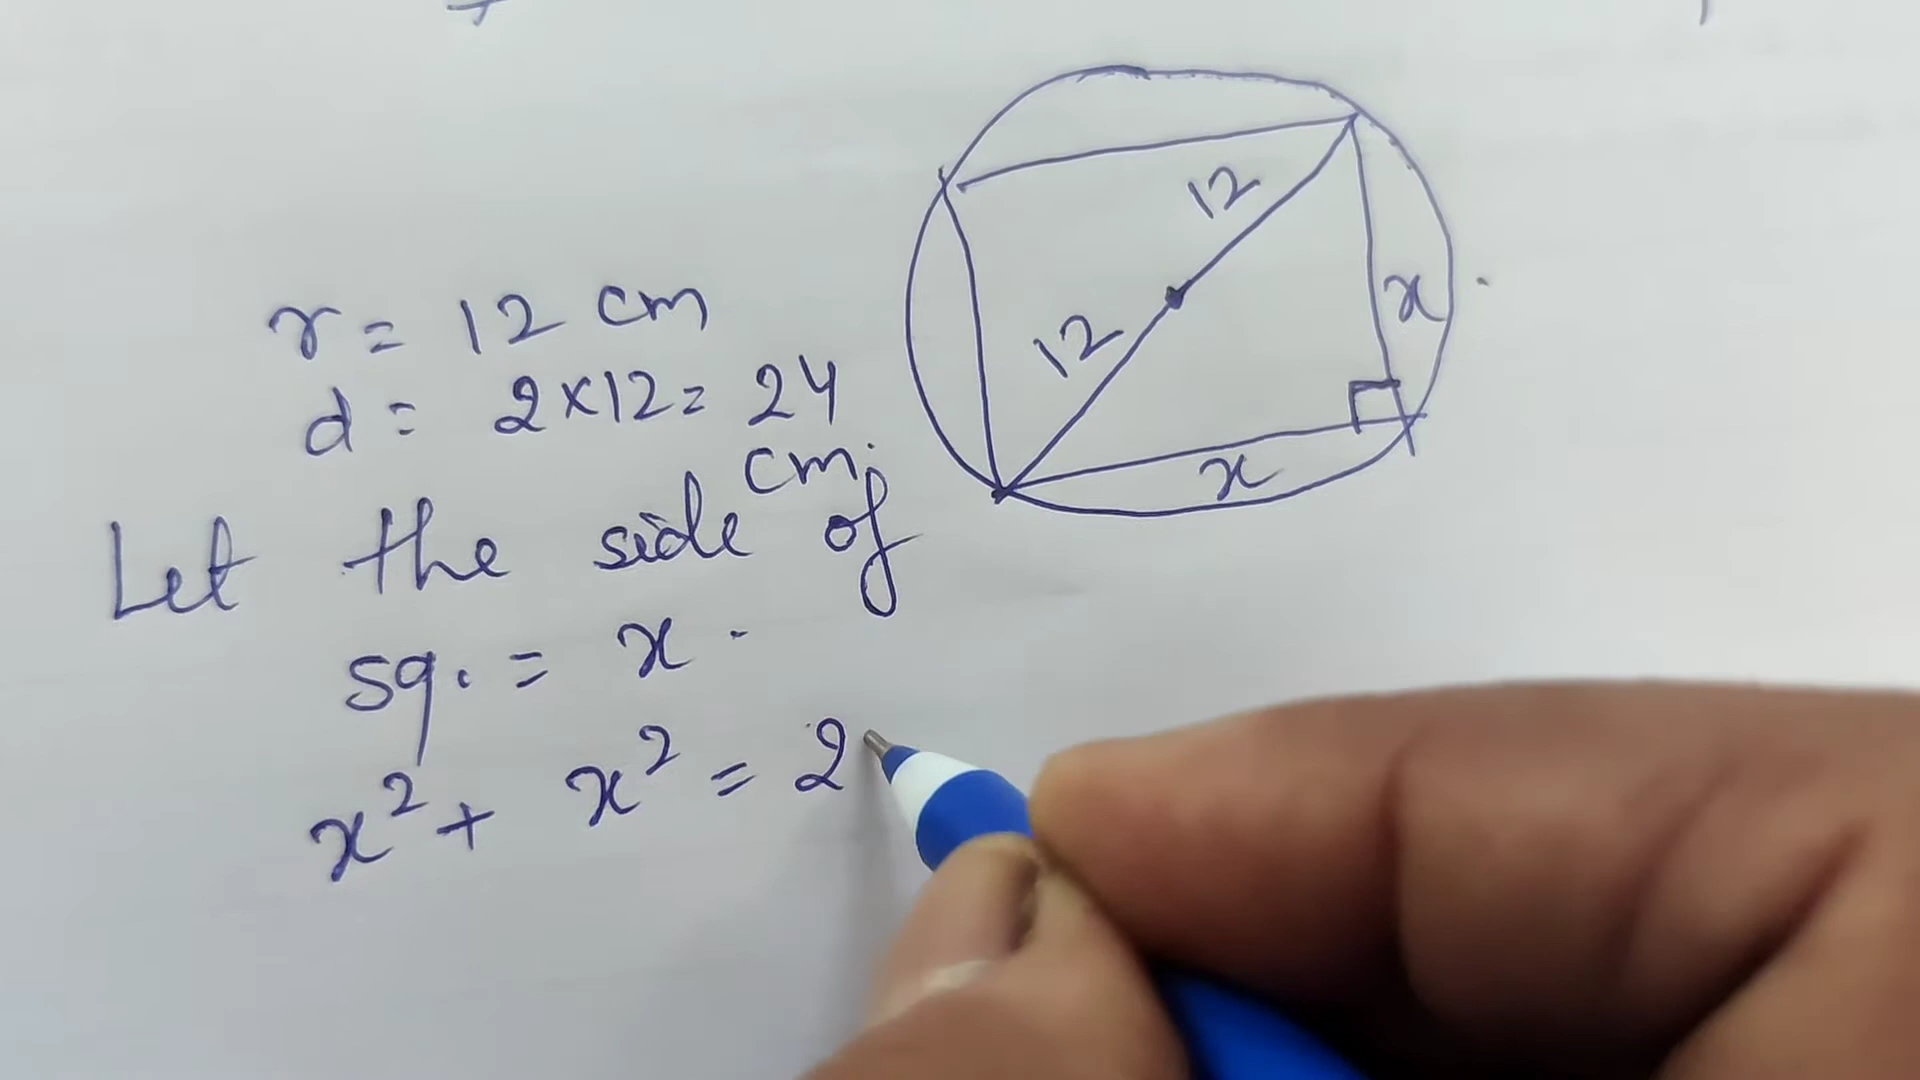 r = 12 cm
d = 2×12 = 24
cm.
Let the side of
sq. = x.
x² + x² = 2
12
12
x
x